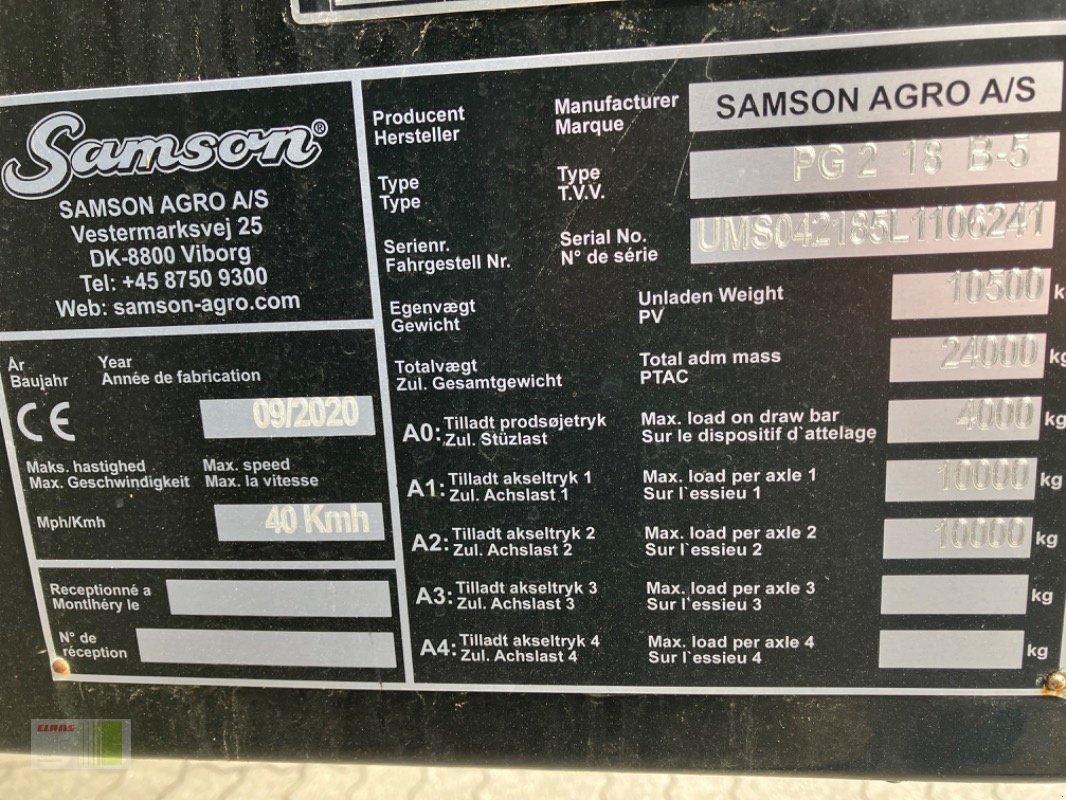 Samson®
SAMSON AGRO A/S
Vestermarksvej 25
DK-8800 Viborg
Tel: +45 8750 9300
Web: samson-agro.com
År Year
Baujahr Année de fabrication
CE 09/2020
Maks. hastighed Max. speed
Max. Geschwindigkeit Max. la vitesse
Mph/Kmh 40 Kmh
Receptionné a
Montlhéry le
N° de
réception
Producent Manufacturer SAMSON AGRO A/S
Hersteller Marque
Type Type PG 2 18 B-5
Type T.V.V.
Serienr. Serial No. UMS042185L1106241
Fahrgestell Nr. N° de série
Egenvægt Unladen Weight 10500 k
Gewicht PV
Totalvægt Total adm mass 24000 kg
Zul. Gesamtgewicht PTAC
A0: Tilladt prodsøjetryk Max. load on draw bar 4000 kg
Zul. Stüzlast Sur le dispositif d`attelage
A1: Tilladt akseltryk 1 Max. load per axle 1 10000 kg
Zul. Achslast 1 Sur l`essieu 1
A2: Tilladt akseltryk 2 Max. load per axle 2 10000 kg
Zul. Achslast 2 Sur l`essieu 2
A3: Tilladt akseltryk 3 Max. load per axle 3 kg
Zul. Achslast 3 Sur l`essieu 3
A4: Tilladt akseltryk 4 Max. load per axle 4 kg
Zul. Achslast 4 Sur l`essieu 4
CLAAS